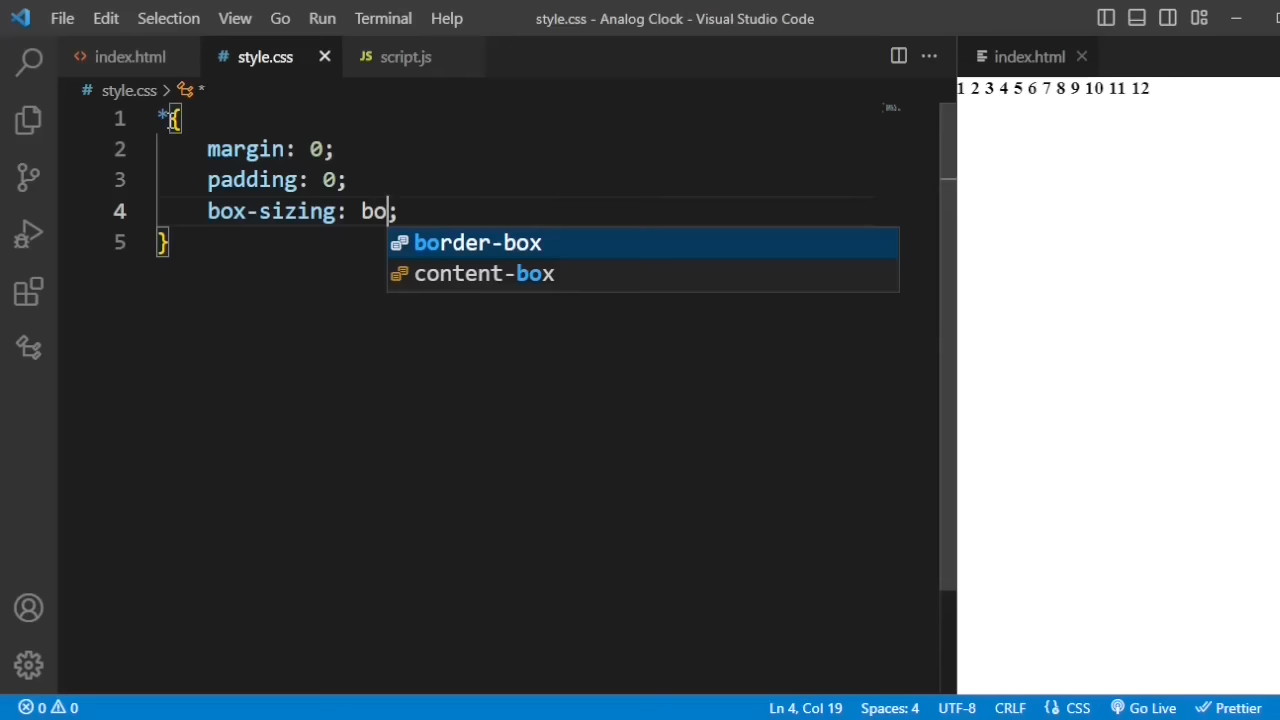 File Edit Selection View Go Run Terminal Help style.css - Analog Clock - Visual Studio Code
<> index.html # style.css × JS script.js ··· index.html ×
# style.css > *
1 2 3 4 5 6 7 8 9 10 11 12
1 *{
2 margin: 0;
3 padding: 0;
4 box-sizing: bo;
5 }
border-box
content-box
0 0 Ln 4, Col 19 Spaces: 4 UTF-8 CRLF {} CSS Go Live Prettier